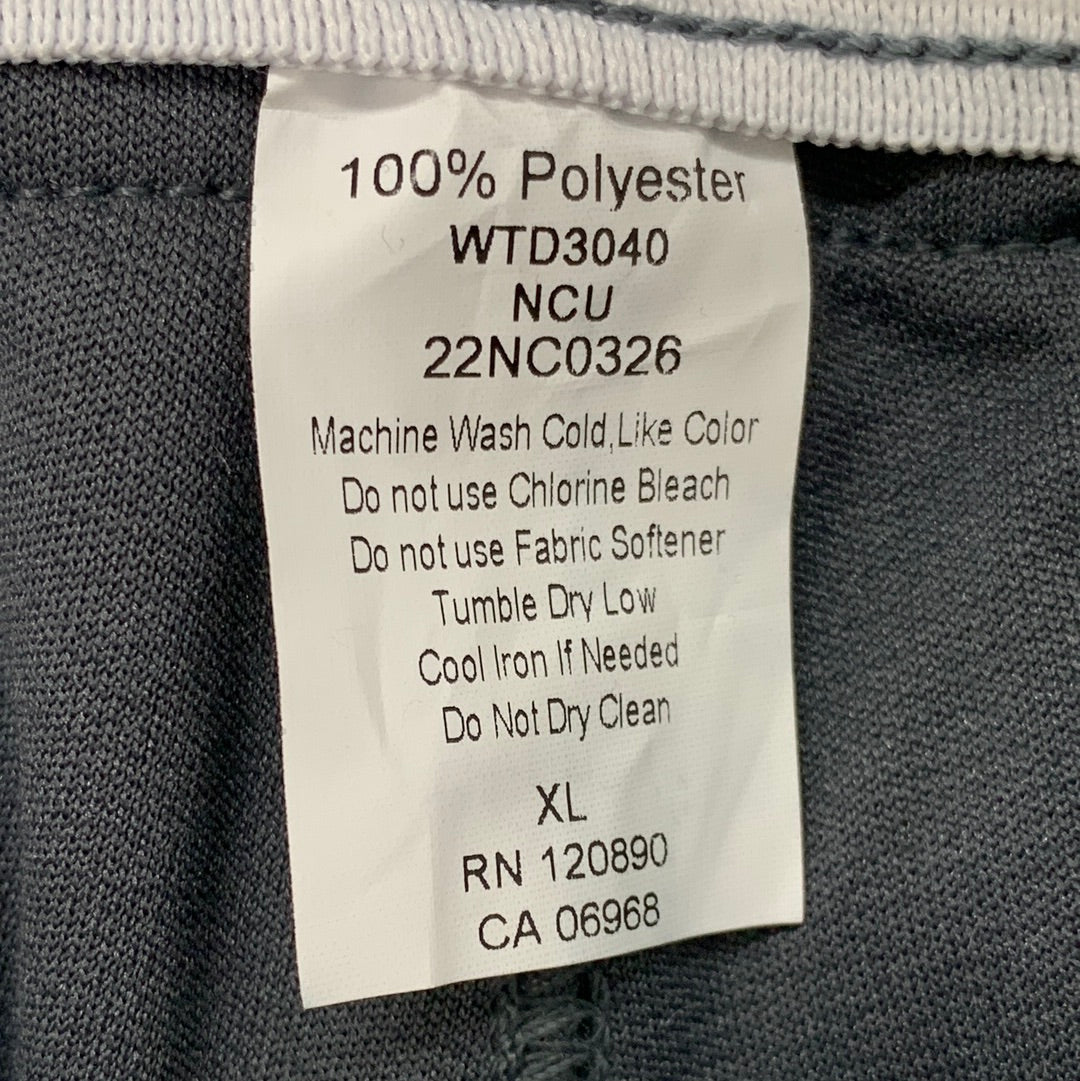 100% Polyester
WTD3040
NCU
22NC0326
Machine Wash Cold,Like Color
Do not use Chlorine Bleach
Do not use Fabric Softener
Tumble Dry Low
Cool Iron If Needed
Do Not Dry Clean
XL
RN 120890
CA 06968